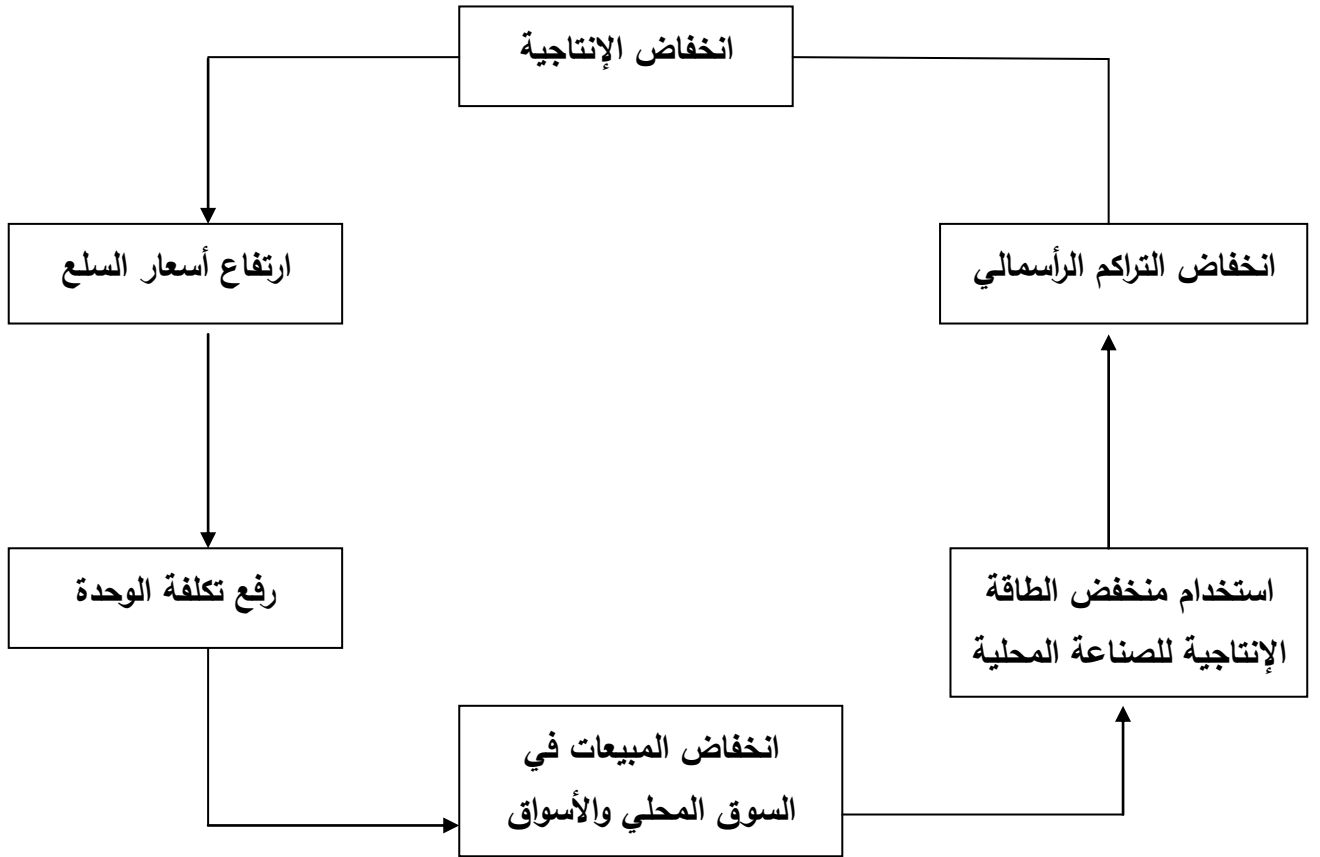 انخفاض الإنتاجية
ارتفاع أسعار السلع
انخفاض التراكم الرأسمالي
رفع تكلفة الوحدة
استخدام منخفض الطاقة
الإنتاجية للصناعة المحلية
انخفاض المبيعات في
السوق المحلي والأسواق